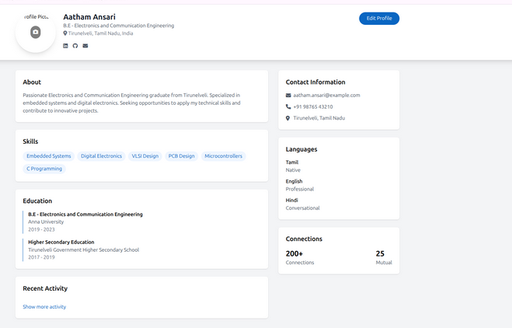 Profile Pic
Aatham Ansari
B.E - Electronics and Communication Engineering
Tirunelveli, Tamil Nadu, India
Edit Profile
About
Passionate Electronics and Communication Engineering graduate from Tirunelveli. Specialized in
embedded systems and digital electronics. Seeking opportunities to apply my technical skills and
contribute to innovative projects.
Skills
Embedded Systems
Digital Electronics
VLSI Design
PCB Design
Microcontrollers
C Programming
Education
B.E - Electronics and Communication Engineering
Anna University
2019 - 2023
Higher Secondary Education
Tirunelveli Government Higher Secondary School
2017 - 2019
Recent Activity
Show more activity
Contact Information
aatham.ansari@example.com
+91 98765 43210
Tirunelveli, Tamil Nadu
Languages
Tamil
Native
English
Professional
Hindi
Conversational
Connections
200+
Connections
25
Mutual